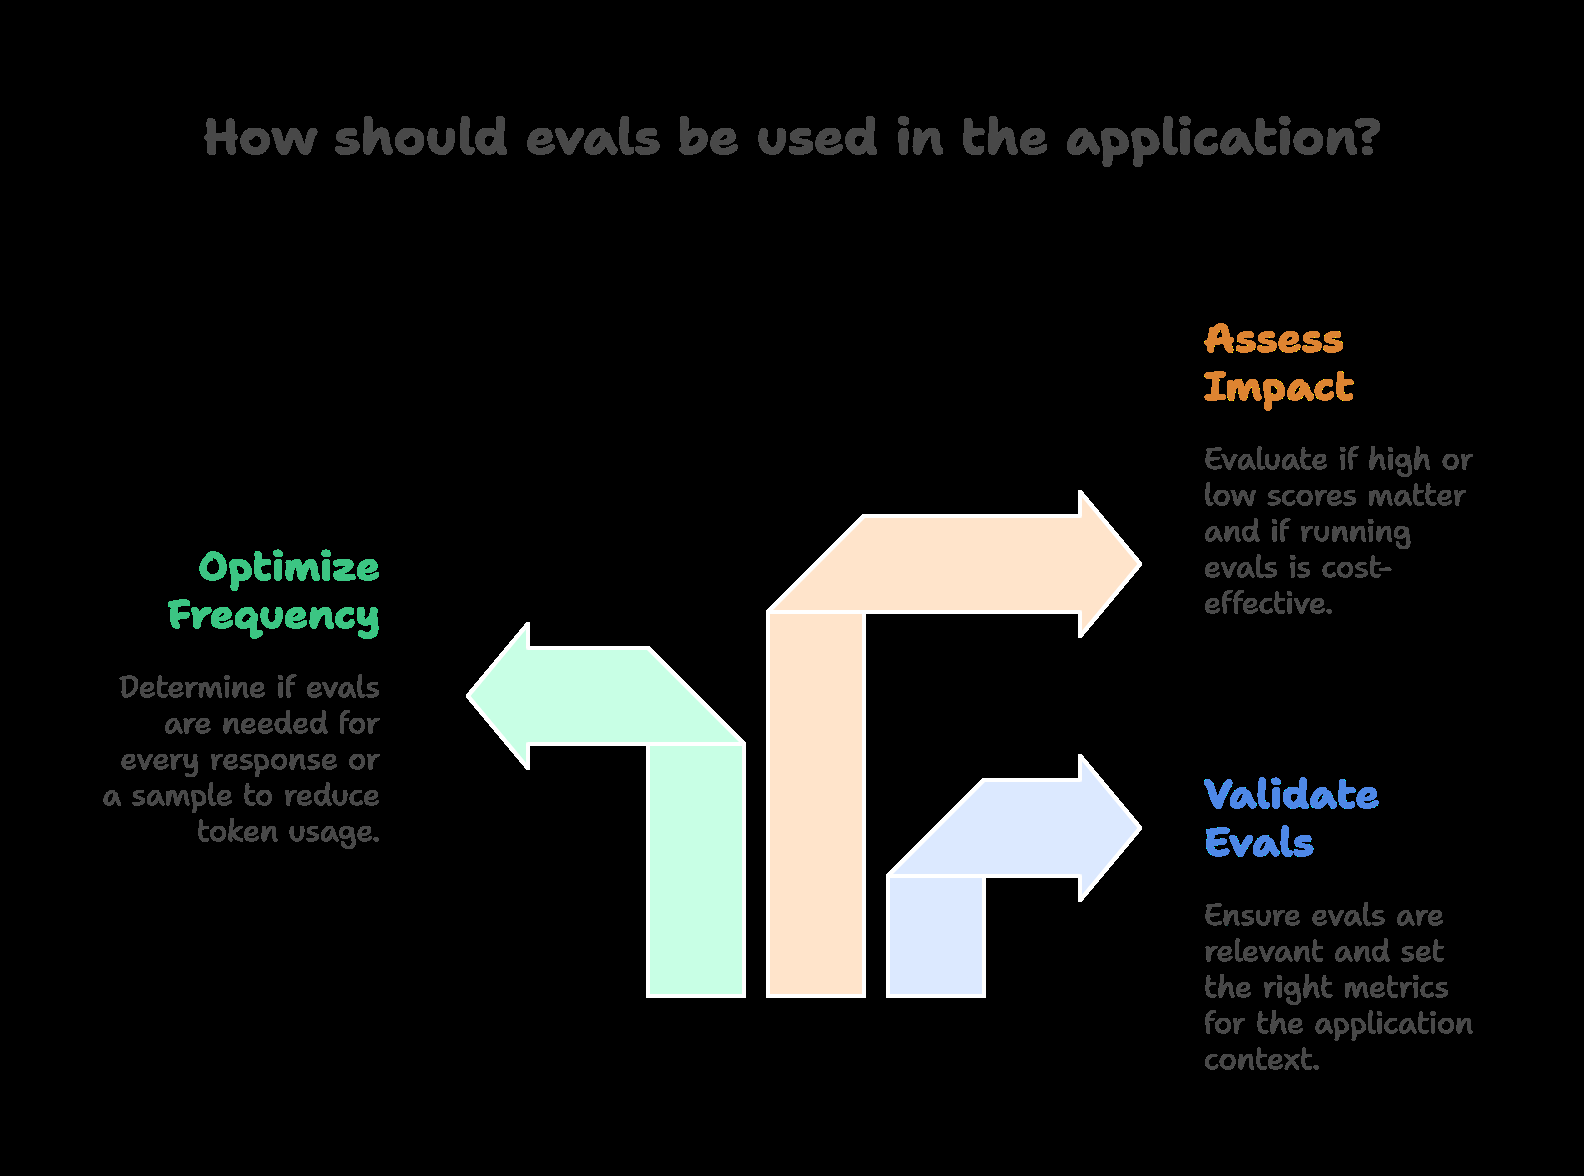 How should evals be used in the application?
Assess
Impact
Evaluate if high or
low scores matter
and if running
evals is cost-
effective.
Optimize
Frequency
Determine if evals
are needed for
every response or
a sample to reduce
token usage.
Validate
Evals
Ensure evals are
relevant and set
the right metrics
for the application
context.